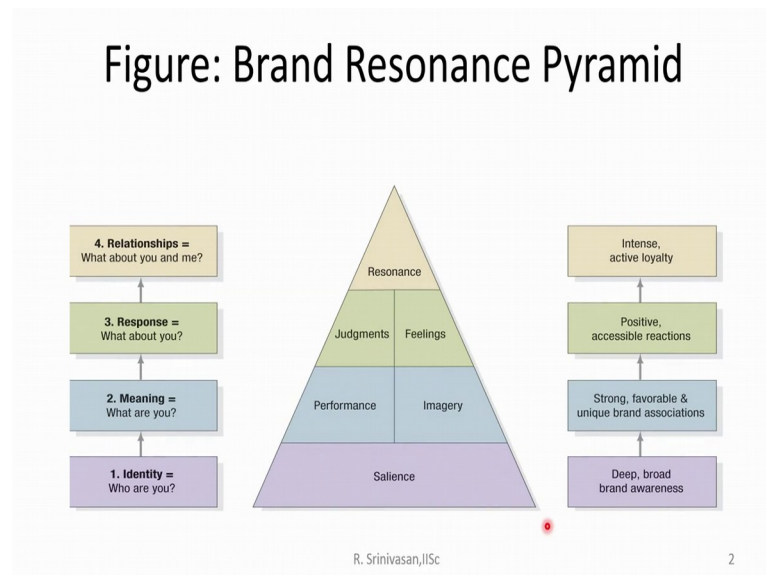 Figure: Brand Resonance Pyramid
4. Relationships =
What about you and me?
3. Response =
What about you?
2. Meaning =
What are you?
1. Identity =
Who are you?
Resonance
Judgments
Feelings
Performance
Imagery
Salience
Intense,
active loyalty
Positive,
accessible reactions
Strong, favorable &
unique brand associations
Deep, broad
brand awareness
R. Srinivasan,IISc
2